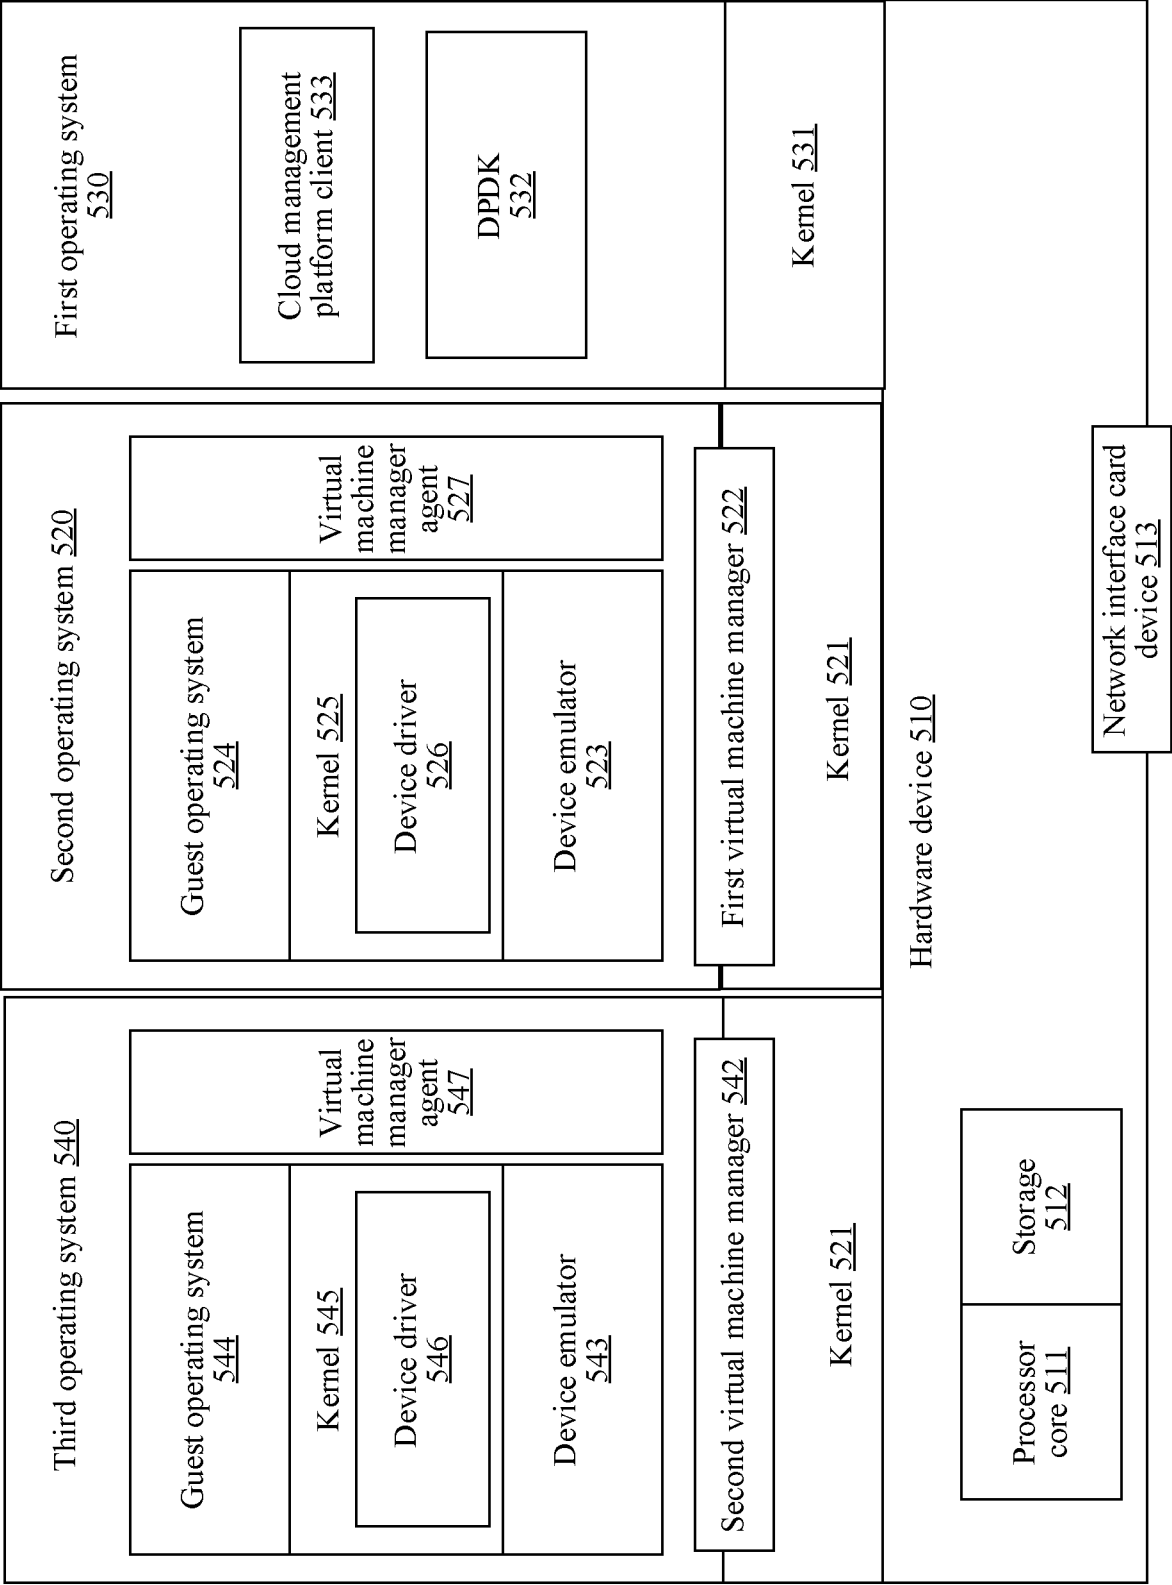 Third operating system 540
Guest operating system
544
Kernel 545
Device driver
546
Device emulator
543
Virtual
machine
manager
agent
547
Second virtual machine manager 542
Kernel 521
Second operating system 520
Guest operating system
524
Kernel 525
Device driver
526
Device emulator
523
Virtual
machine
manager
agent
527
First virtual machine manager 522
Kernel 521
First operating system
530
Cloud management
platform client 533
DPDK
532
Kernel 531
Hardware device 510
Processor
core 511
Storage
512
Network interface card
device 513